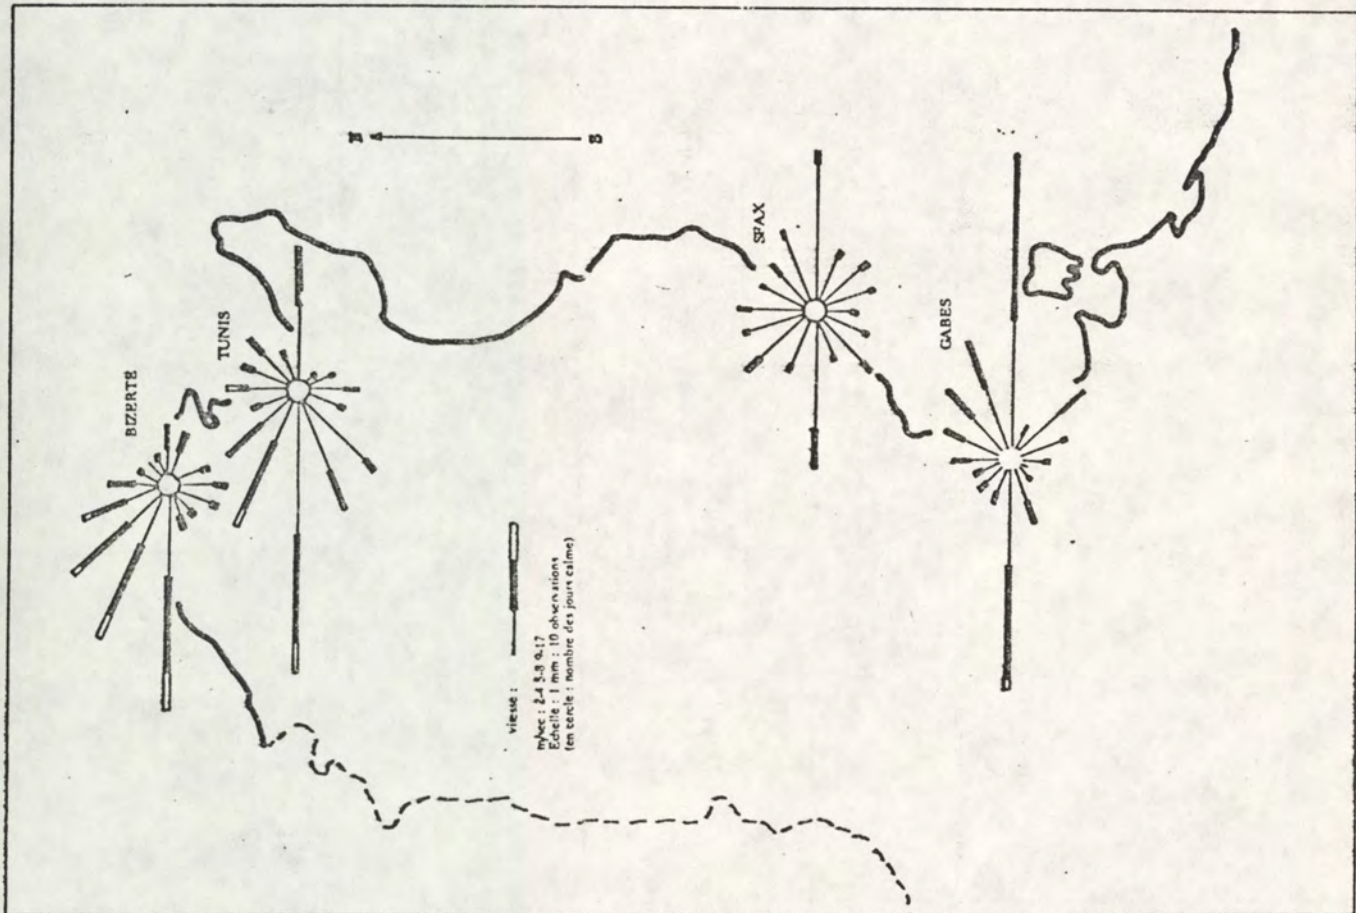 N
S
BIZERTE
TUNIS
SFAX
GABES
vitesse :
m/sec : 2-4 5-8 9-17
Echelle : 1 mm : 10 observations
(en cercle : nombre des jours calme)